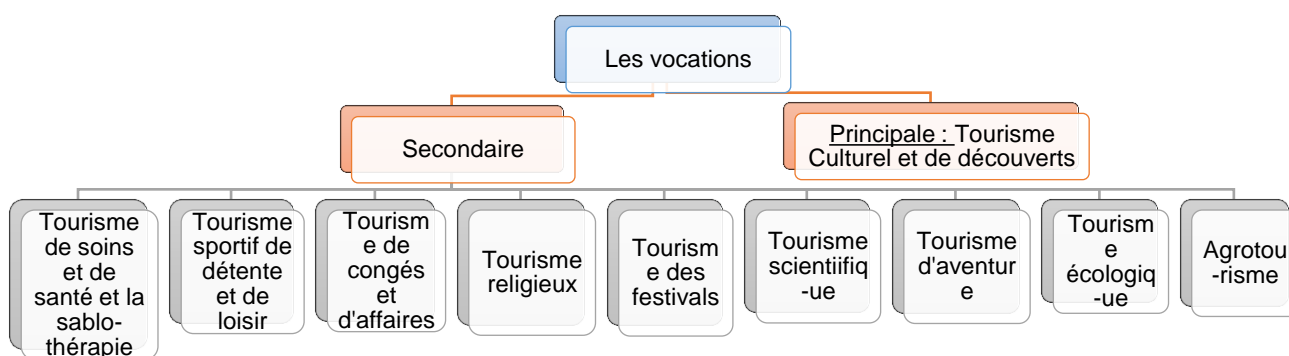 Les vocations
Secondaire
Principale : Tourisme
Culturel et de découverts
Tourisme
de soins
et de
santé et la
sablo-
thérapie
Tourisme
sportif de
détente
et de
loisir
Tourism
e de
congés
et
d'affaires
Tourisme
religieux
Tourism
e des
festivals
Tourisme
scientiifiq
-ue
Tourisme
d'aventur
e
Tourism
e
écologiq
-ue
Agrotou
-risme